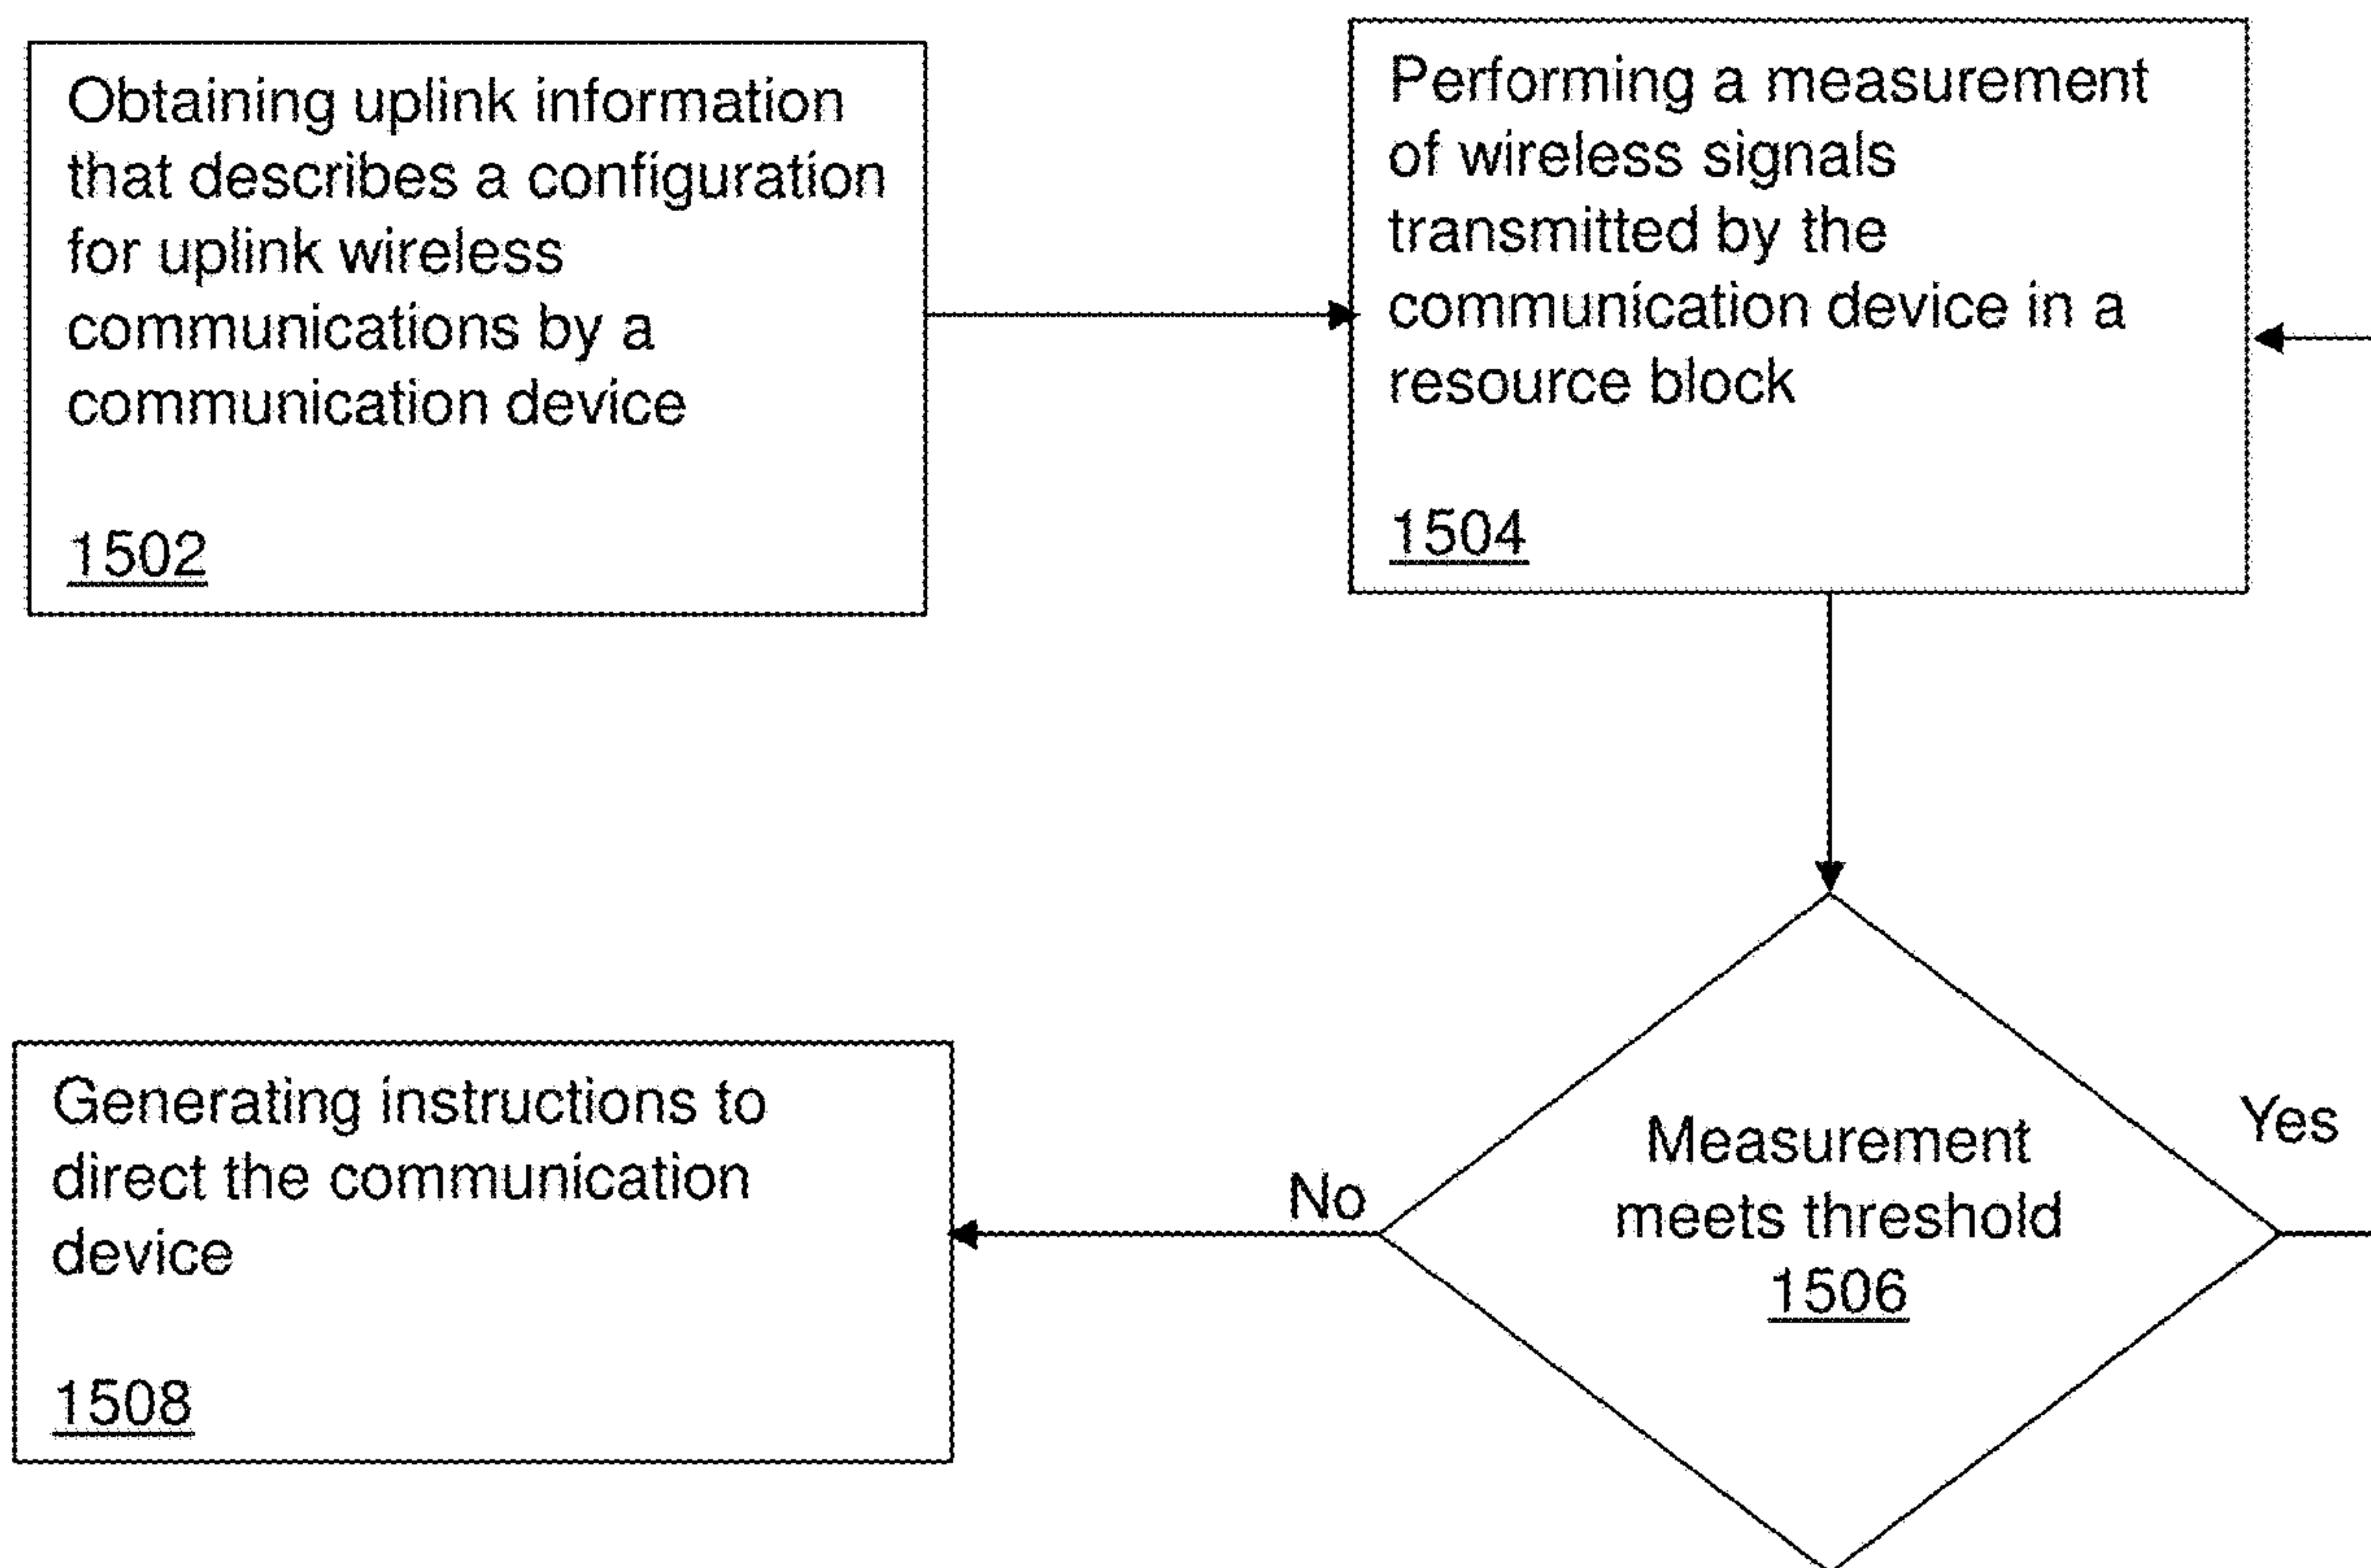 Obtaining uplink information
that describes a configuration
for uplink wireless
communications by a
communication device
1502
Performing a measurement
of wireless signals
transmitted by the
communication device in a
resource block
1504
Measurement
meets threshold
1506
Yes
No
Generating instructions to
direct the communication
device
1508